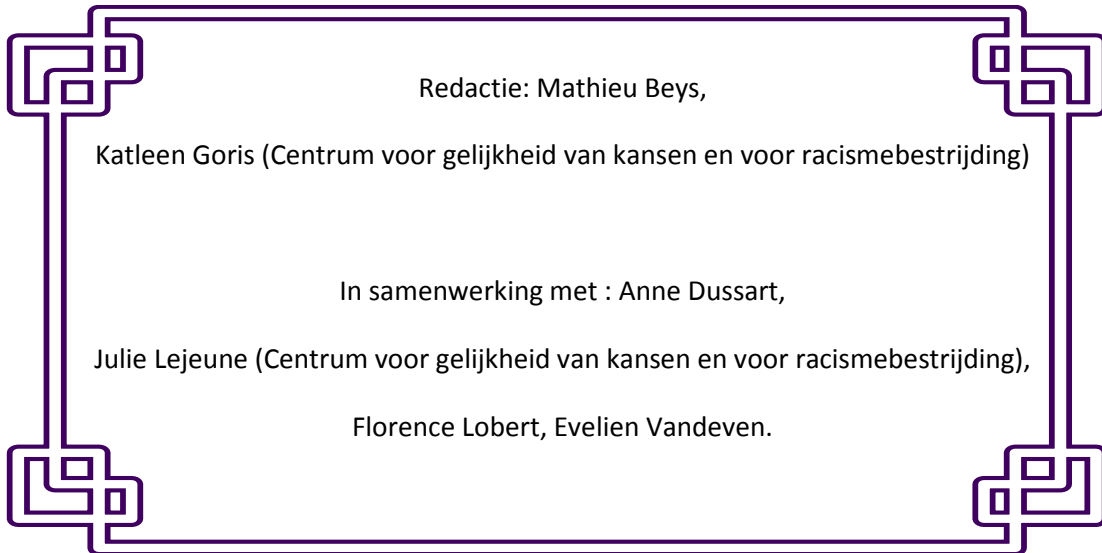 Redactie: Mathieu Beys,
Katleen Goris (Centrum voor gelijkheid van kansen en voor racismebestrijding)
In samenwerking met : Anne Dussart,
Julie Lejeune (Centrum voor gelijkheid van kansen en voor racismebestrijding),
Florence Lobert, Evelien Vandeven.